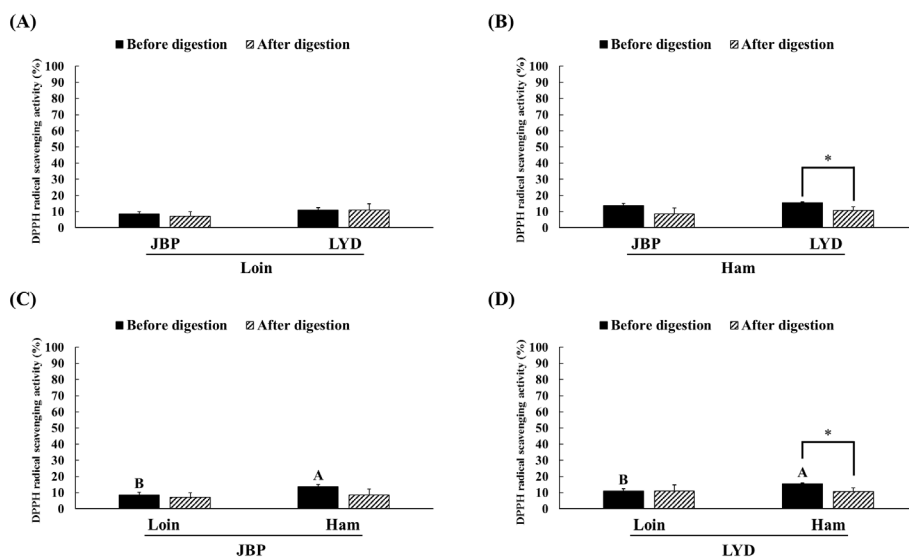 (A)
Before digestion After digestion
DPPH radical scavenging activity (%)
100
90
80
70
60
50
40
30
20
10
0
JBP LYD
Loin
(B)
Before digestion After digestion
DPPH radical scavenging activity (%)
100
90
80
70
60
50
40
30
20
10
0
*
JBP LYD
Ham
(C)
Before digestion After digestion
DPPH radical scavenging activity (%)
100
90
80
70
60
50
40
30
20
10
0
B A
Loin Ham
JBP
(D)
Before digestion After digestion
DPPH radical scavenging activity (%)
100
90
80
70
60
50
40
30
20
10
0
*
B A
Loin Ham
LYD